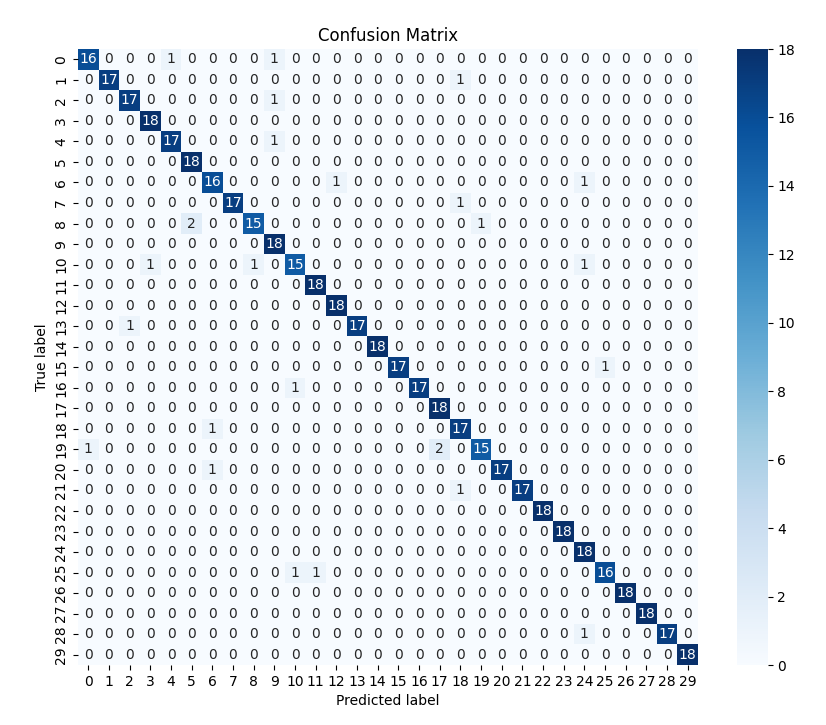 Confusion Matrix
0 16 0 0 0 1 0 0 0 0 1 0 0 0 0 0 0 0 0 0 0 0 0 0 0 0 0 0 0 0 0
1 0 17 0 0 0 0 0 0 0 0 0 0 0 0 0 0 0 0 1 0 0 0 0 0 0 0 0 0 0 0
2 0 0 17 0 0 0 0 0 0 1 0 0 0 0 0 0 0 0 0 0 0 0 0 0 0 0 0 0 0 0
3 0 0 0 18 0 0 0 0 0 0 0 0 0 0 0 0 0 0 0 0 0 0 0 0 0 0 0 0 0 0
4 0 0 0 0 17 0 0 0 0 1 0 0 0 0 0 0 0 0 0 0 0 0 0 0 0 0 0 0 0 0
5 0 0 0 0 0 18 0 0 0 0 0 0 0 0 0 0 0 0 0 0 0 0 0 0 0 0 0 0 0 0
6 0 0 0 0 0 0 16 0 0 0 0 0 1 0 0 0 0 0 0 0 0 0 0 0 1 0 0 0 0 0
7 0 0 0 0 0 0 0 17 0 0 0 0 0 0 0 0 0 0 1 0 0 0 0 0 0 0 0 0 0 0
8 0 0 0 0 0 2 0 0 15 0 0 0 0 0 0 0 0 0 0 1 0 0 0 0 0 0 0 0 0 0
9 0 0 0 0 0 0 0 0 0 18 0 0 0 0 0 0 0 0 0 0 0 0 0 0 0 0 0 0 0 0
10 0 0 0 1 0 0 0 0 1 0 15 0 0 0 0 0 0 0 0 0 0 0 0 0 1 0 0 0 0 0
11 0 0 0 0 0 0 0 0 0 0 0 18 0 0 0 0 0 0 0 0 0 0 0 0 0 0 0 0 0 0
12 0 0 0 0 0 0 0 0 0 0 0 0 18 0 0 0 0 0 0 0 0 0 0 0 0 0 0 0 0 0
13 0 0 1 0 0 0 0 0 0 0 0 0 0 17 0 0 0 0 0 0 0 0 0 0 0 0 0 0 0 0
14 0 0 0 0 0 0 0 0 0 0 0 0 0 0 18 0 0 0 0 0 0 0 0 0 0 0 0 0 0 0
15 0 0 0 0 0 0 0 0 0 0 0 0 0 0 0 17 0 0 0 0 0 0 0 0 0 1 0 0 0 0
16 0 0 0 0 0 0 0 0 0 0 1 0 0 0 0 0 17 0 0 0 0 0 0 0 0 0 0 0 0 0
17 0 0 0 0 0 0 0 0 0 0 0 0 0 0 0 0 0 18 0 0 0 0 0 0 0 0 0 0 0 0
18 0 0 0 0 0 0 1 0 0 0 0 0 0 0 0 0 0 0 17 0 0 0 0 0 0 0 0 0 0 0
19 1 0 0 0 0 0 0 0 0 0 0 0 0 0 0 0 0 2 0 15 0 0 0 0 0 0 0 0 0 0
20 0 0 0 0 0 0 1 0 0 0 0 0 0 0 0 0 0 0 0 0 17 0 0 0 0 0 0 0 0 0
21 0 0 0 0 0 0 0 0 0 0 0 0 0 0 0 0 0 0 1 0 0 17 0 0 0 0 0 0 0 0
22 0 0 0 0 0 0 0 0 0 0 0 0 0 0 0 0 0 0 0 0 0 0 18 0 0 0 0 0 0 0
23 0 0 0 0 0 0 0 0 0 0 0 0 0 0 0 0 0 0 0 0 0 0 0 18 0 0 0 0 0 0
24 0 0 0 0 0 0 0 0 0 0 0 0 0 0 0 0 0 0 0 0 0 0 0 0 18 0 0 0 0 0
25 0 0 0 0 0 0 0 0 0 0 1 1 0 0 0 0 0 0 0 0 0 0 0 0 0 16 0 0 0 0
26 0 0 0 0 0 0 0 0 0 0 0 0 0 0 0 0 0 0 0 0 0 0 0 0 0 0 18 0 0 0
27 0 0 0 0 0 0 0 0 0 0 0 0 0 0 0 0 0 0 0 0 0 0 0 0 0 0 0 18 0 0
28 0 0 0 0 0 0 0 0 0 0 0 0 0 0 0 0 0 0 0 0 0 0 0 0 1 0 0 0 17 0
29 0 0 0 0 0 0 0 0 0 0 0 0 0 0 0 0 0 0 0 0 0 0 0 0 0 0 0 0 0 18
0 1 2 3 4 5 6 7 8 9 10 11 12 13 14 15 16 17 18 19 20 21 22 23 24 25 26 27 28 29
Predicted label
True label
18
16
14
12
10
8
6
4
2
0